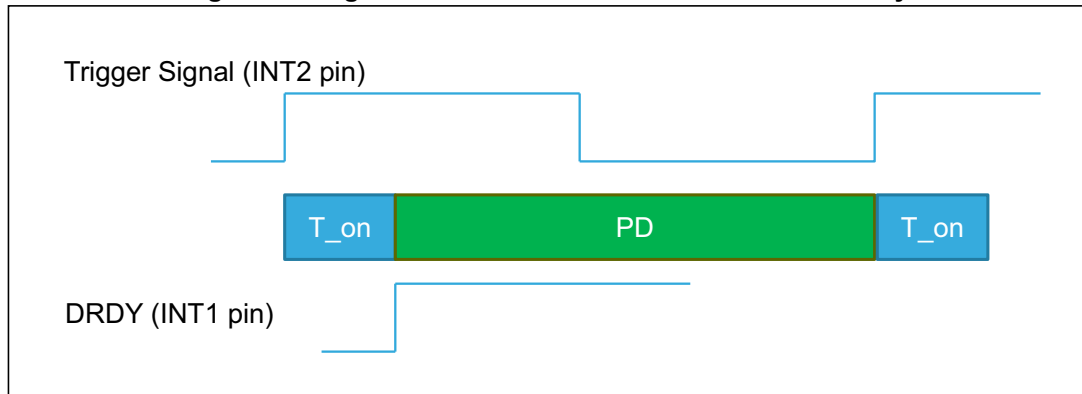 Trigger Signal (INT2 pin)
T_on PD T_on
DRDY (INT1 pin)